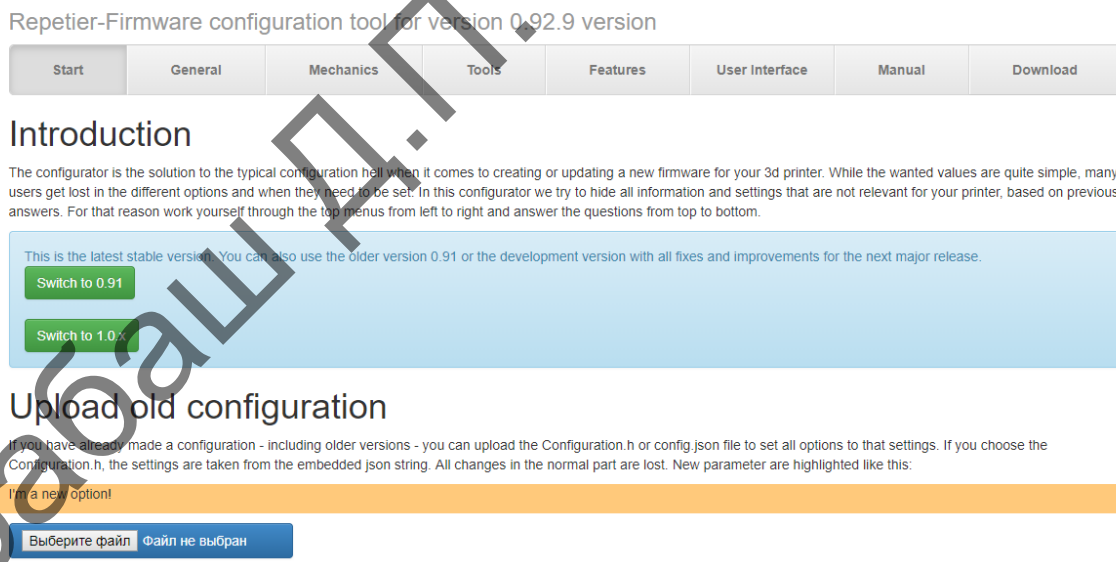 Repetier-Firmware configuration tool for version 0.92.9 version
Start General Mechanics Tools Features User Interface Manual Download
Introduction
The configurator is the solution to the typical configuration hell when it comes to creating or updating a new firmware for your 3d printer. While the wanted values are quite simple, many
users get lost in the different options and when they need to be set. In this configurator we try to hide all information and settings that are not relevant for your printer, based on previous
answers. For that reason work yourself through the top menus from left to right and answer the questions from top to bottom.
This is the latest stable version. You can also use the older version 0.91 or the development version with all fixes and improvements for the next major release.
Switch to 0.91
Switch to 1.0.x
Upload old configuration
If you have already made a configuration - including older versions - you can upload the Configuration.h or config.json file to set all options to that settings. If you choose the
Configuration.h, the settings are taken from the embedded json string. All changes in the normal part are lost. New parameter are highlighted like this:
I'm a new option!
Выберите файл Файл не выбран
абаш Д.П.